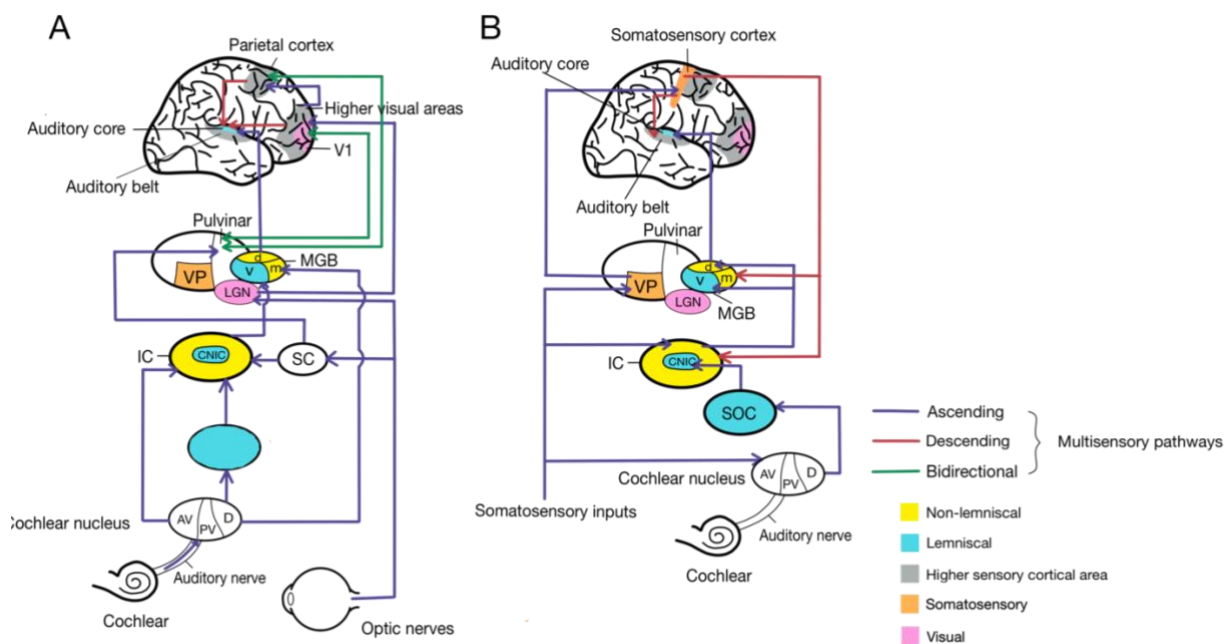 A
Parietal cortex
Higher visual areas
Auditory core
V1
Auditory belt
Pulvinar
d
MGB
V
m
VP
LGN
IC
CNIC
SC
AV
PV
D
Cochlear nucleus
Auditory nerve
Cochlear
Optic nerves
B
Somatosensory cortex
Auditory core
Auditory belt
Pulvinar
d
V
m
VP
LGN
MGB
IC
CNIC
SOC
Cochlear nucleus
AV
PV
D
Somatosensory inputs
Auditory nerve
Cochlear
Ascending
Descending
Multisensory pathways
Bidirectional
Non-lemniscal
Lemniscal
Higher sensory cortical area
Somatosensory
Visual